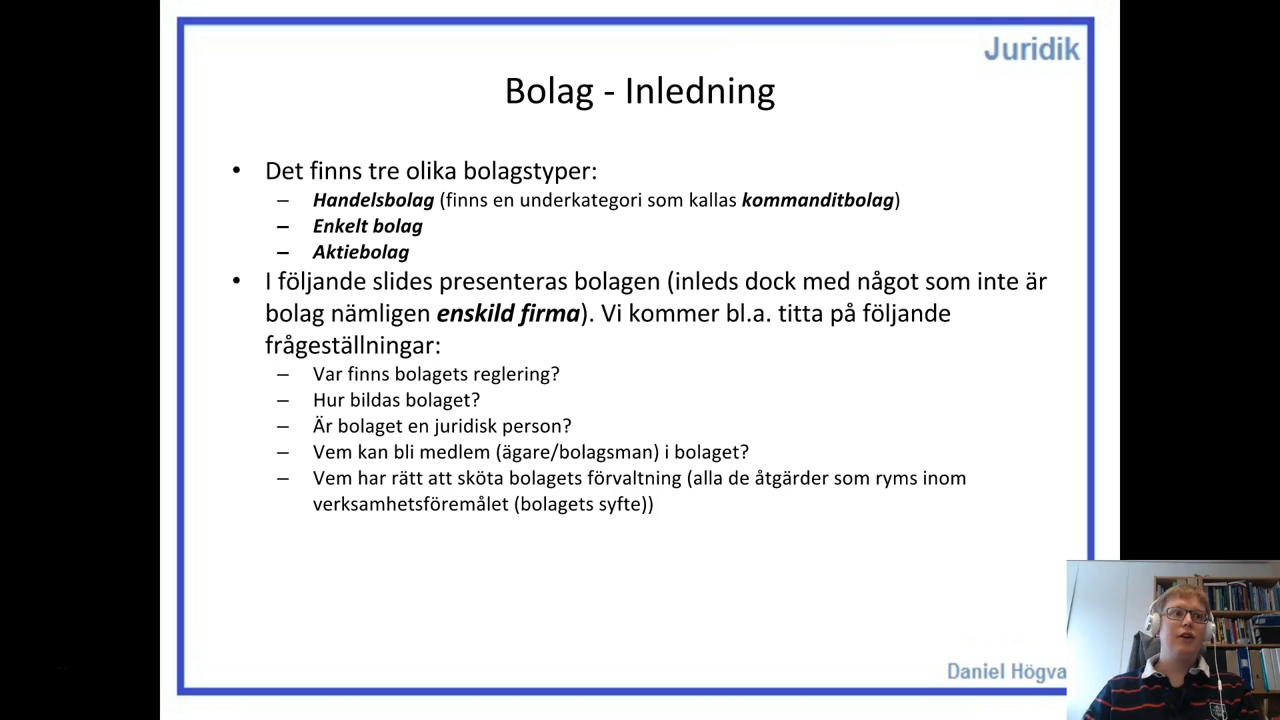 Juridik
Bolag - Inledning
• Det finns tre olika bolagstyper:
– Handelsbolag (finns en underkategori som kallas kommanditbolag)
– Enkelt bolag
– Aktiebolag
• I följande slides presenteras bolagen (inleds dock med något som inte är
bolag nämligen enskild firma). Vi kommer bl.a. titta på följande
frågeställningar:
– Var finns bolagets reglering?
– Hur bildas bolaget?
– Är bolaget en juridisk person?
– Vem kan bli medlem (ägare/bolagsman) i bolaget?
– Vem har rätt att sköta bolagets förvaltning (alla de åtgärder som ryms inom
verksamhetsföremålet (bolagets syfte))
Daniel Högva